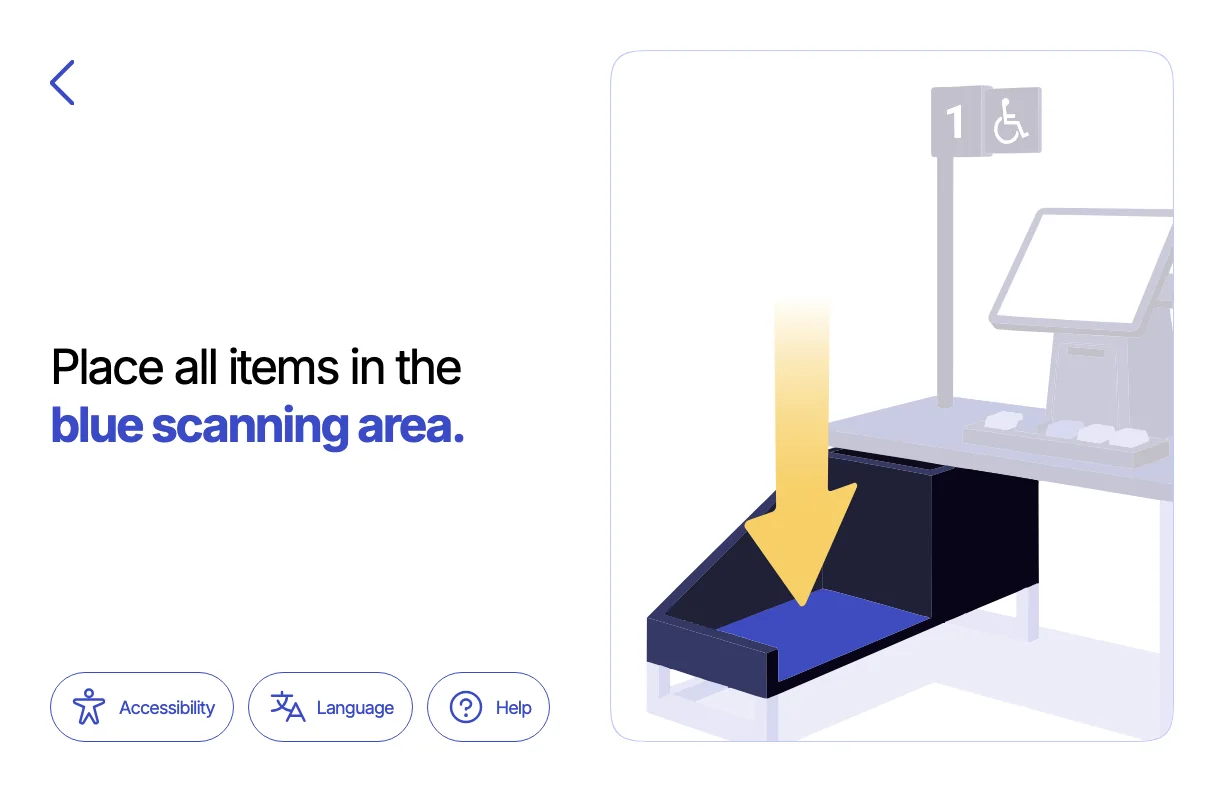 1
Place all items in the
blue scanning area.
Accessibility
Language
Help